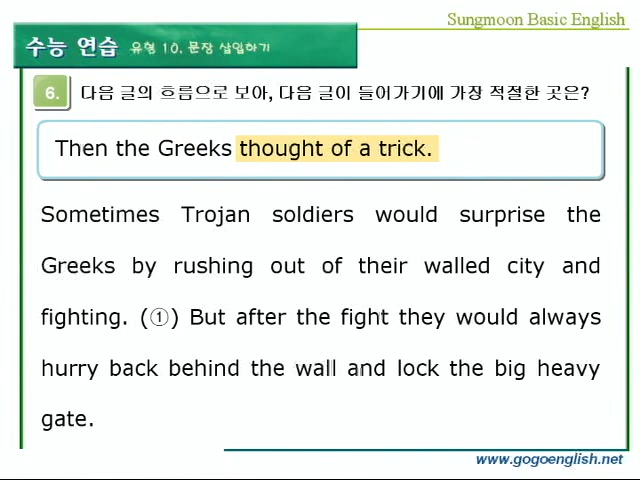 Sungmoon Basic English
수능 연습 유형 10. 문장 삽입하기
6. 다음 글의 흐름으로 보아, 다음 글이 들어가기에 가장 적절한 곳은?
Then the Greeks thought of a trick.
Sometimes Trojan soldiers would surprise the
Greeks by rushing out of their walled city and
fighting. (①) But after the fight they would always
hurry back behind the wall and lock the big heavy
gate.
www.gogoenglish.net